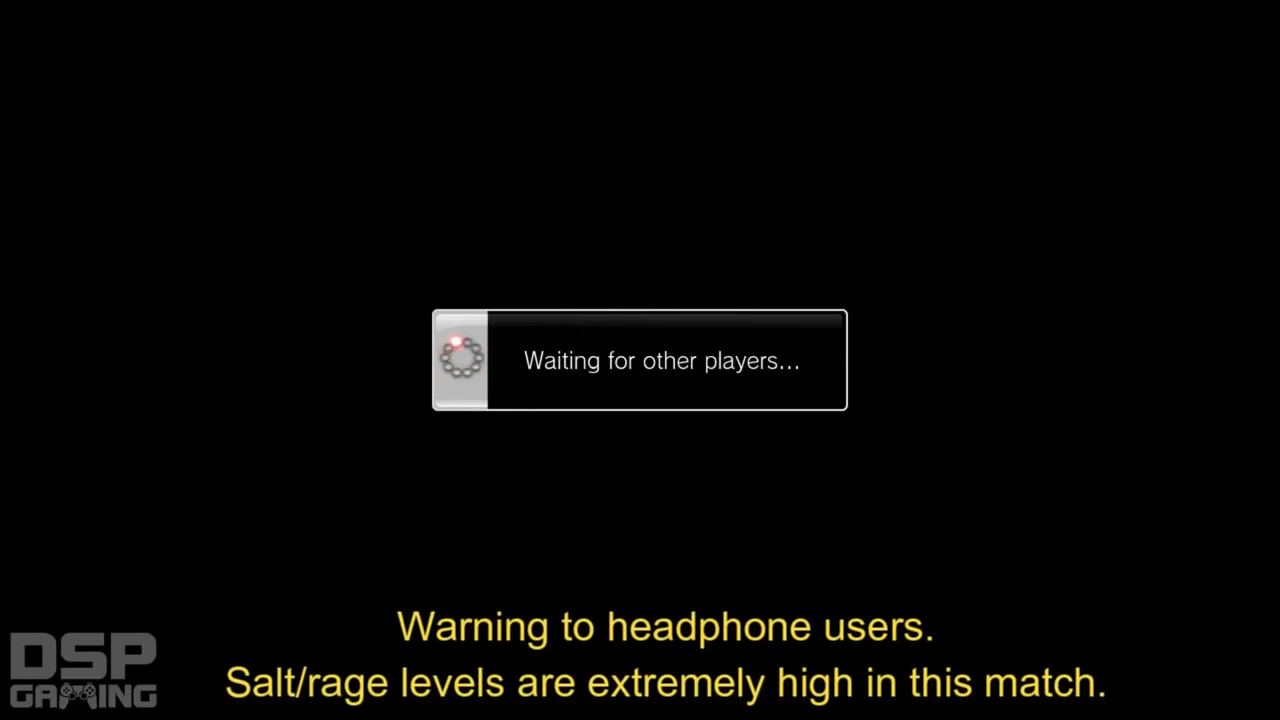 Waiting for other players...
Warning to headphone users.
Salt/rage levels are extremely high in this match.
DSP
GAMING